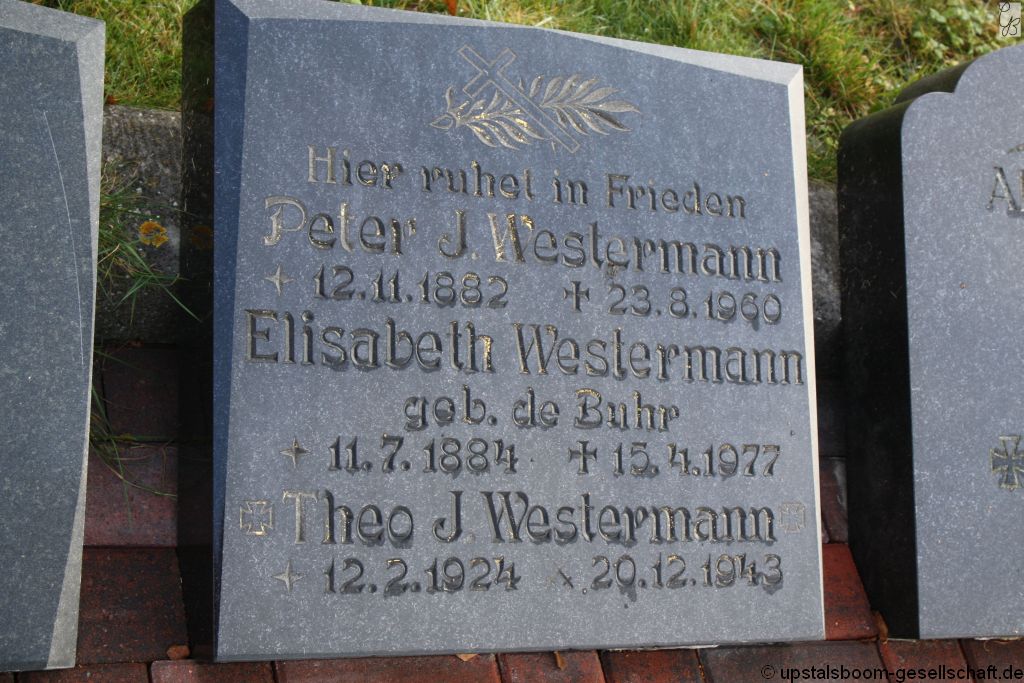 Hier ruhet in Frieden
Peter J. Westermann
12.11.1882 23.8.1960
Elisabeth Westermann
geb. de Buhr
11.7.1884 15.4.1977
Theo J. Westermann
12.2.1924 20.12.1943
© upstalsboom-gesellschaft.de